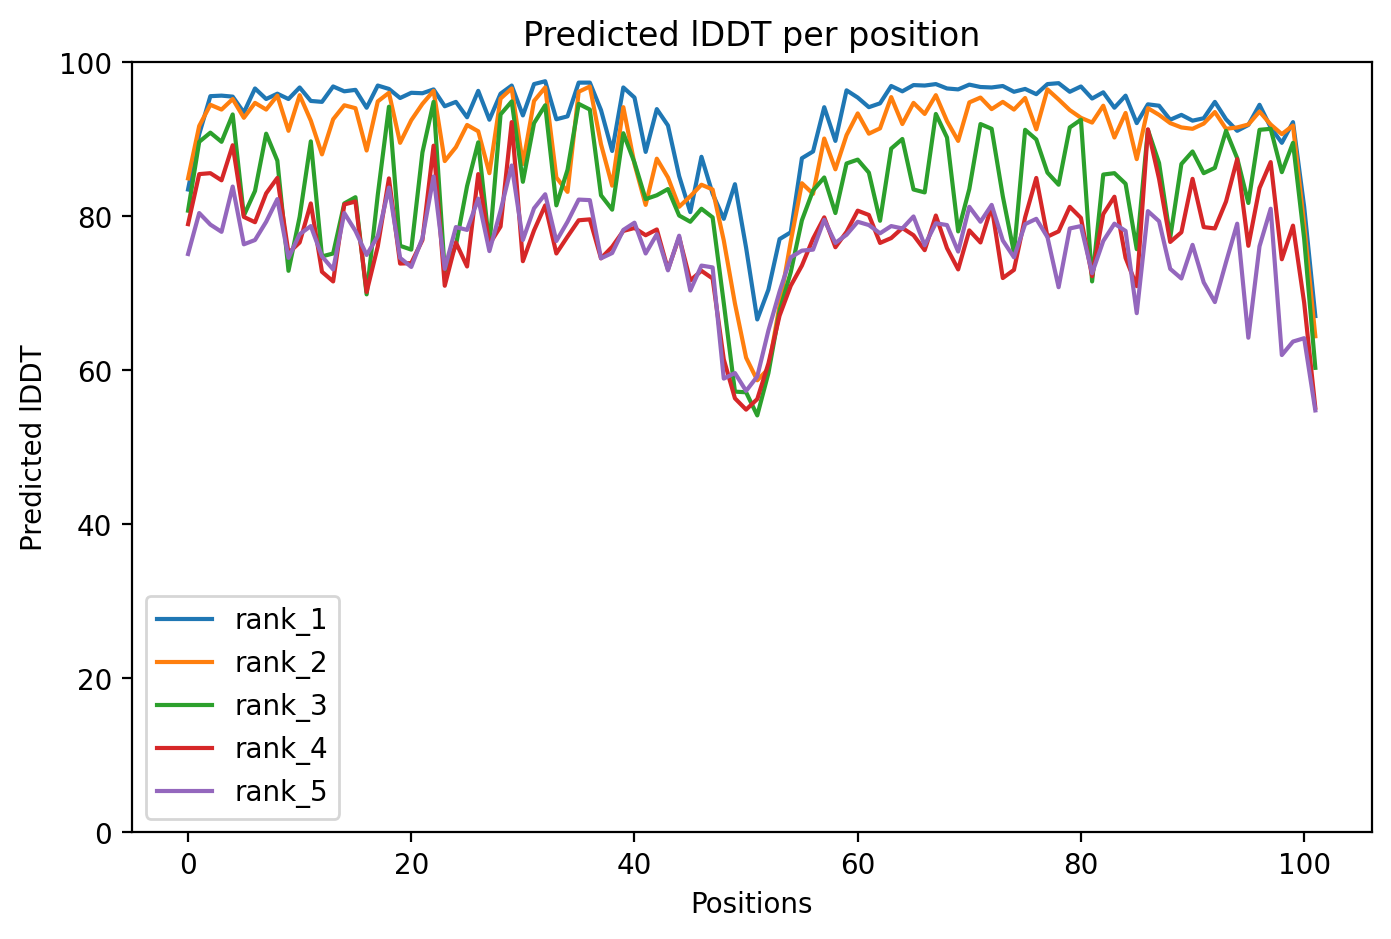 Predicted lDDT per position
100
80
60
40
20
0
Predicted lDDT
rank_1
rank_2
rank_3
rank_4
rank_5
0 20 40 60 80 100
Positions